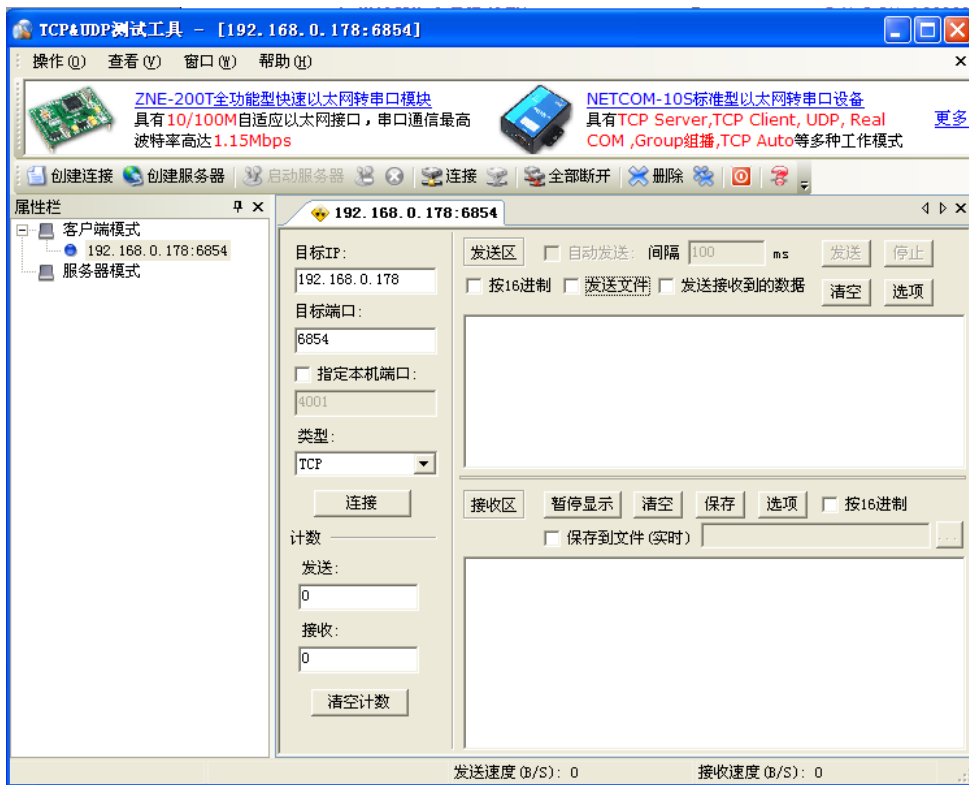 TCP&UDP测试工具 - [192.168.0.178:6854]
操作(O) 查看(V) 窗口(W) 帮助(H)
ZNE-200T全功能型快速以太网转串口模块
具有10/100M自适应以太网接口，串口通信最高
波特率高达1.15Mbps
NETCOM-10S标准型以太网转串口设备
具有TCP Server,TCP Client, UDP, Real
COM ,Group组播,TCP Auto等多种工作模式
更多
创建连接 创建服务器 启动服务器 连接 全部断开 删除
属性栏
客户端模式
192.168.0.178:6854
服务器模式
192.168.0.178:6854
目标IP:
192.168.0.178
目标端口:
6854
指定本机端口:
4001
类型:
TCP
连接
计数
发送:
0
接收:
0
清空计数
发送区 自动发送: 间隔 100 ms 发送 停止
按16进制 发送文件 发送接收到的数据 清空 选项
接收区 暂停显示 清空 保存 选项 按16进制
保存到文件(实时) ...
发送速度(B/S): 0 接收速度(B/S): 0